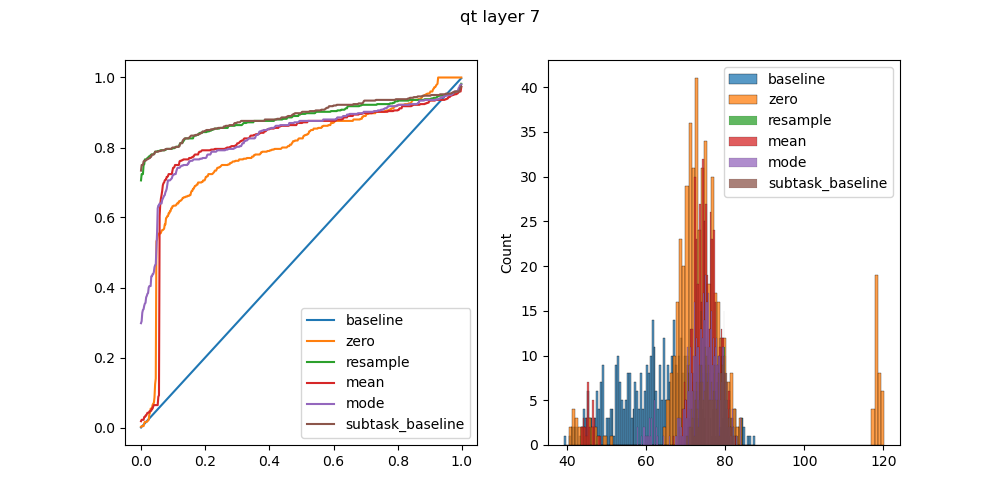 qt layer 7
1.0
0.8
0.6
0.4
0.2
0.0
0.0 0.2 0.4 0.6 0.8 1.0
baseline
zero
resample
mean
mode
subtask_baseline
Count
40
35
30
25
20
15
10
5
0
40 60 80 100 120
baseline
zero
resample
mean
mode
subtask_baseline